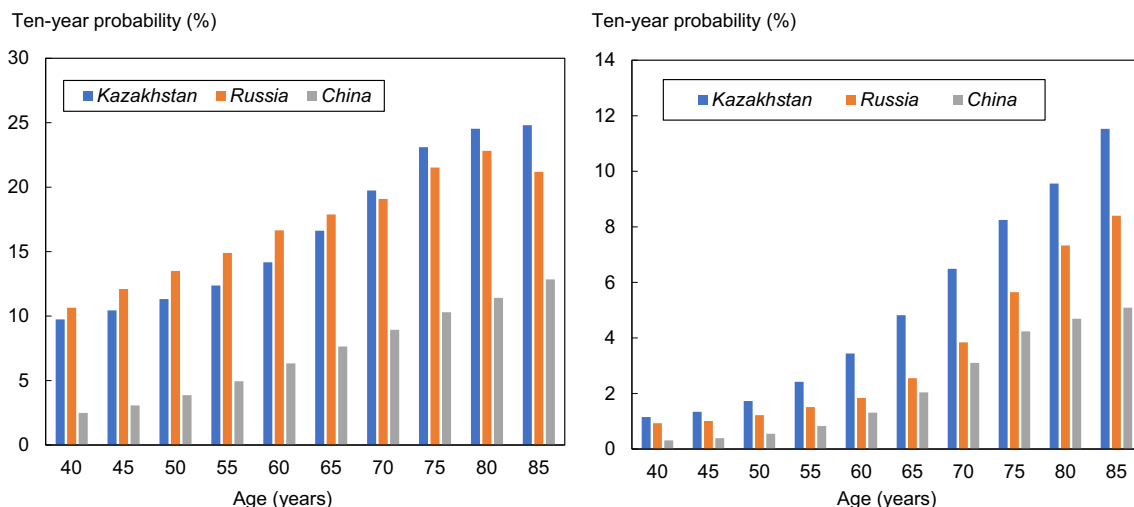 Ten-year probability (%)
30
25
20
15
10
5
0
Kazakhstan Russia China
40 45 50 55 60 65 70 75 80 85
Age (years)
Ten-year probability (%)
14
12
10
8
6
4
2
0
Kazakhstan Russia China
40 45 50 55 60 65 70 75 80 85
Age (years)